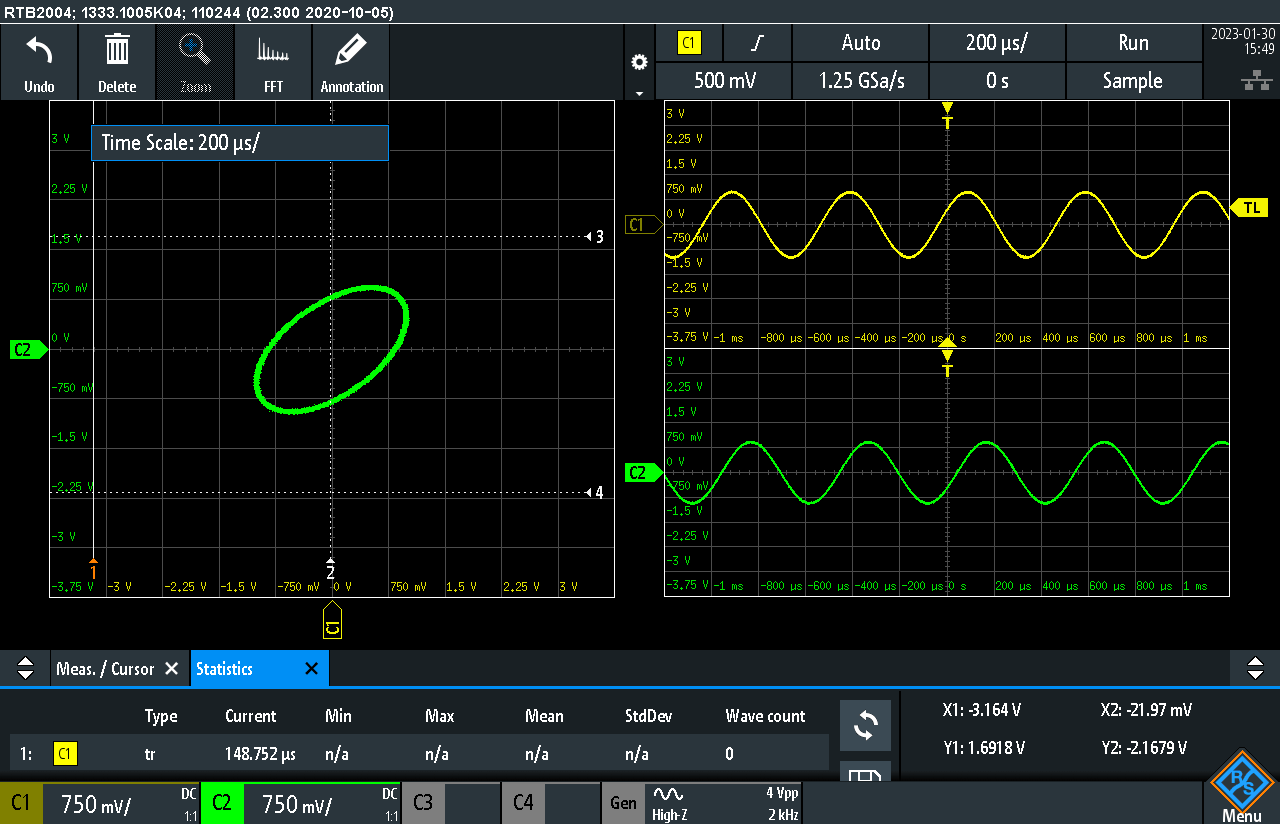 RTB2004; 1333.1005K04; 110244 (02.300 2020-10-05)
Undo Delete Zoom FFT Annotation
C1 Auto 200 µs/ Run
500 mV 1.25 GSa/s 0 s Sample
2023-01-30
15:49
Time Scale: 200 µs/
3 V
2.25 V
1.5 V
750 mV
0 V
-750 mV
-1.5 V
-2.25 V
-3 V
-3.75 V -3 V -2.25 V -1.5 V -750 mV 0 V 750 mV 1.5 V 2.25 V 3 V
3
4
1
2
C2
C1
3 V
2.25 V
1.5 V
750 mV
0 V
-750 mV
-1.5 V
-2.25 V
-3 V
-3.75 V -1 ms -800 µs -600 µs -400 µs -200 µs 0 s 200 µs 400 µs 600 µs 800 µs 1 ms
T
TL
C1
3 V
2.25 V
1.5 V
750 mV
0 V
-750 mV
-1.5 V
-2.25 V
-3 V
-3.75 V -1 ms -800 µs -600 µs -400 µs -200 µs 0 s 200 µs 400 µs 600 µs 800 µs 1 ms
T
C2
Meas. / Cursor Statistics
Type Current Min Max Mean StdDev Wave count
1: C1 tr 148.752 µs n/a n/a n/a n/a 0
X1: -3.164 V X2: -21.97 mV
Y1: 1.6918 V Y2: -2.1679 V
C1 750 mV/ DC 1:1
C2 750 mV/ DC 1:1
C3
C4
Gen High-Z 4 Vpp 2 kHz
R&S
Menu